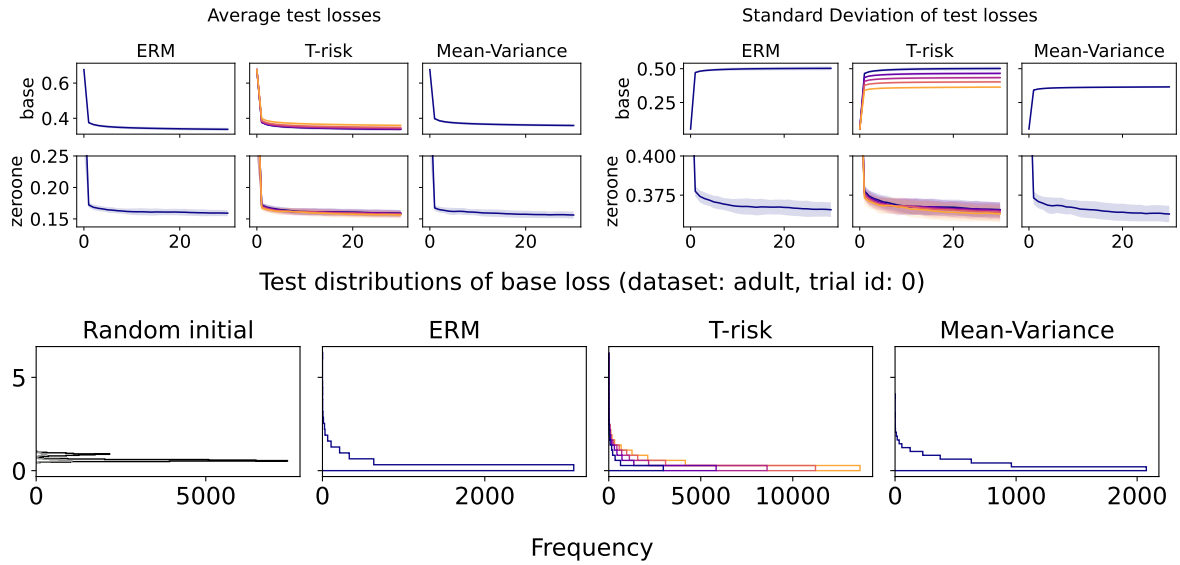 Average test losses
Standard Deviation of test losses
ERM T-risk Mean-Variance
ERM T-risk Mean-Variance
base
0.6
0.4
base
0.50
0.25
zeroone
0.25
0.20
0.15
zeroone
0.400
0.375
0 20 0 20 0 20
0 20 0 20 0 20
Test distributions of base loss (dataset: adult, trial id: 0)
Random initial ERM T-risk Mean-Variance
5
0
0 5000 0 2000 0 5000 10000 0 1000 2000
Frequency